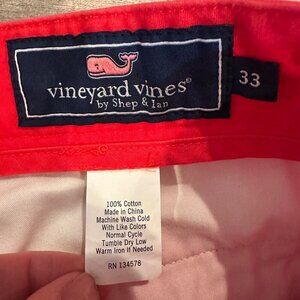 vineyard vines®
by Shep & Ian
33
100% Cotton
Made in China
Machine Wash Cold
With Like Colors
Normal Cycle
Tumble Dry Low
Warm Iron If Needed
RN 134578